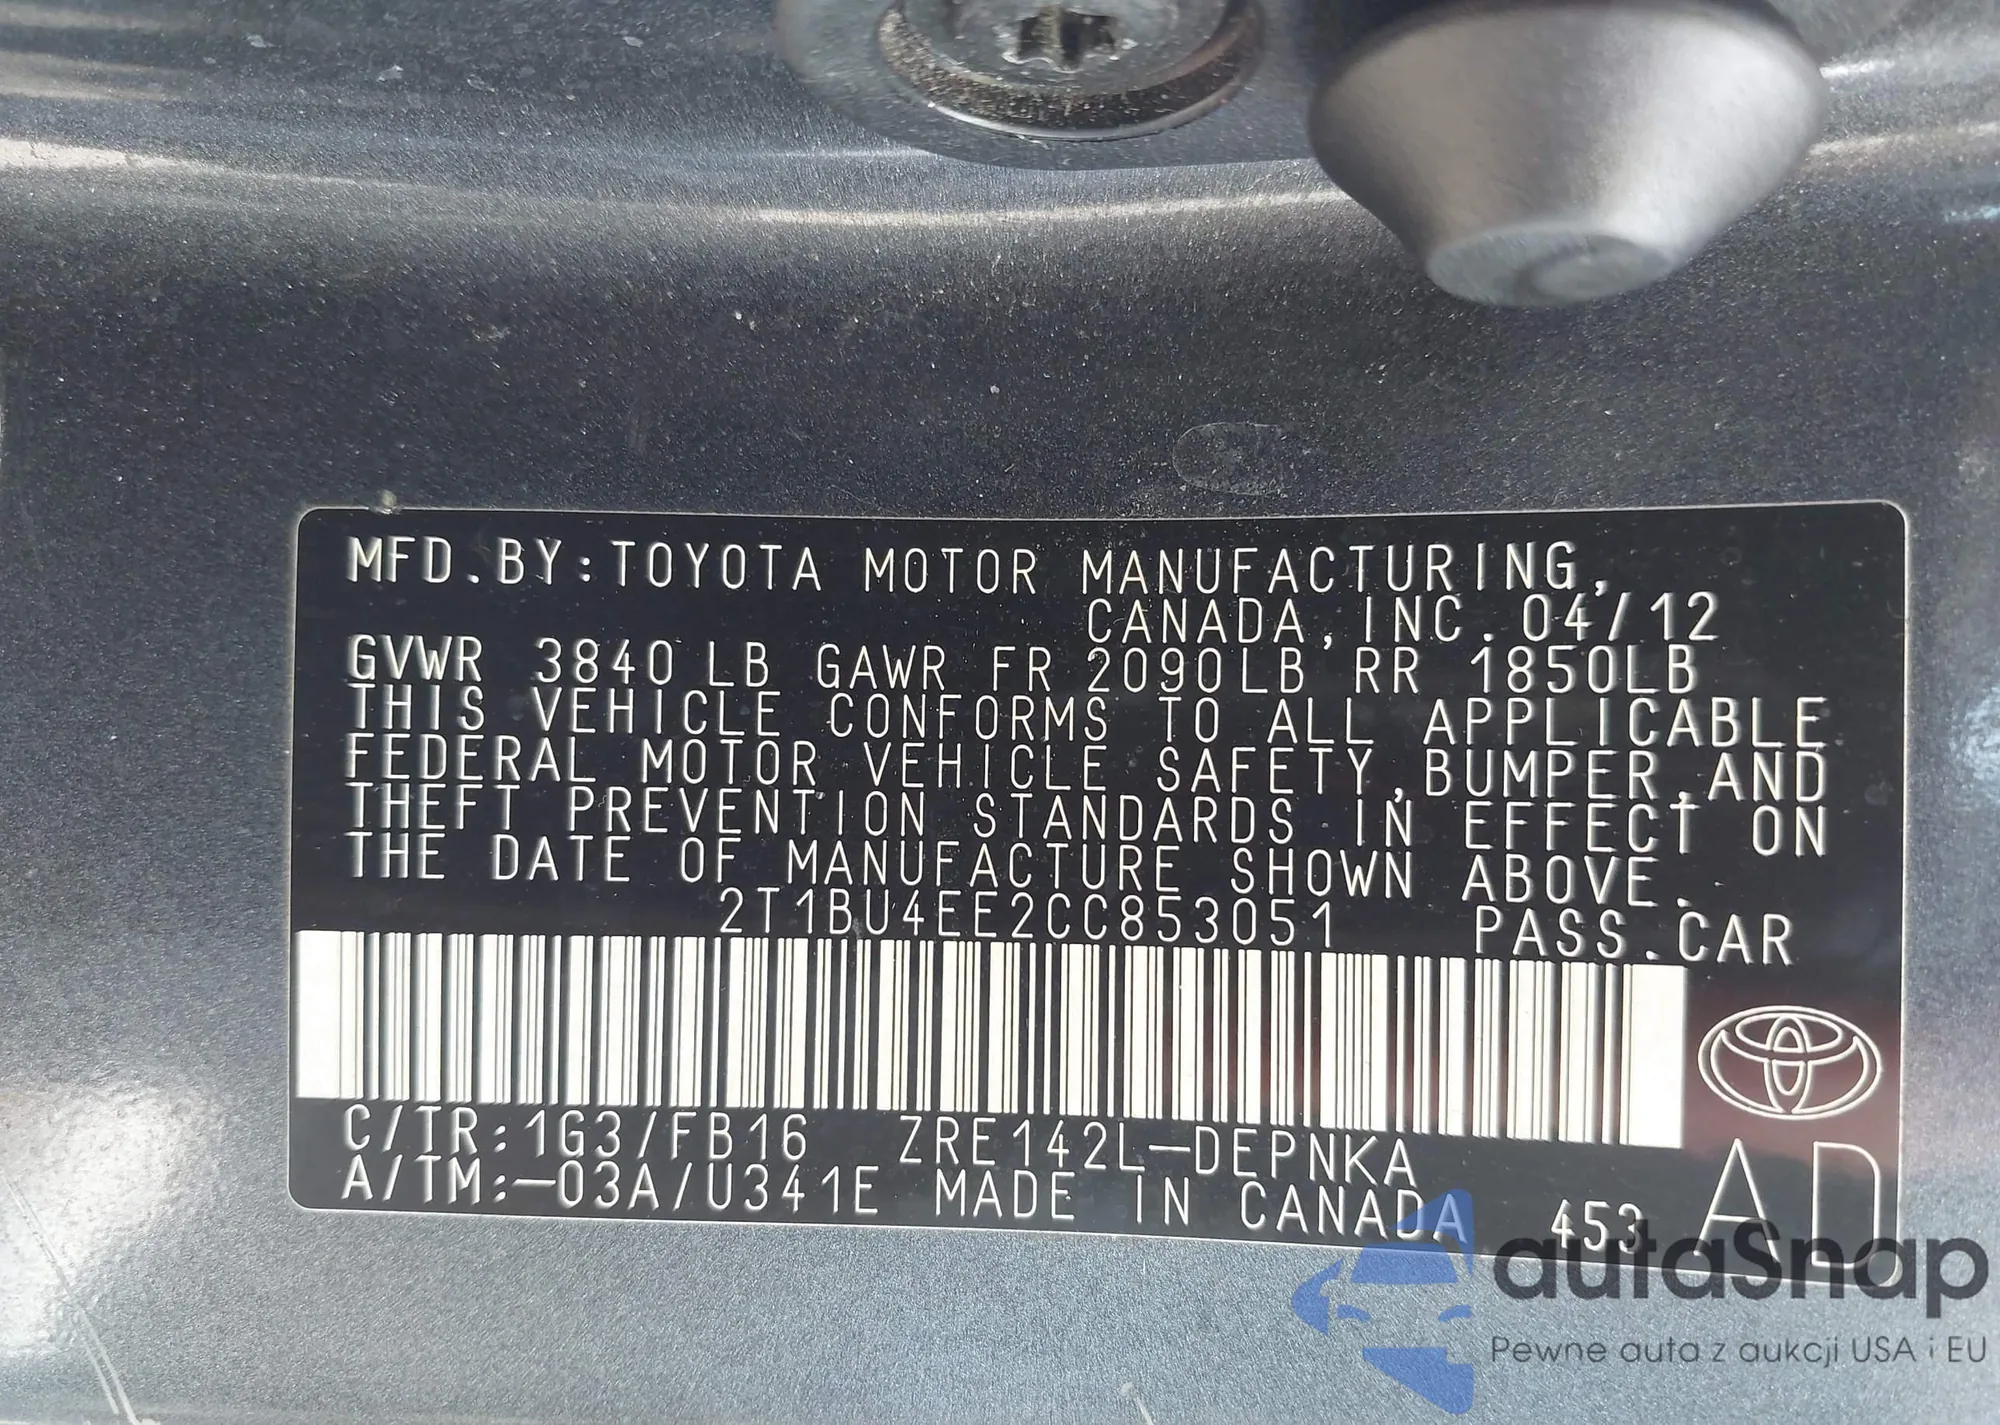 MFD.BY:TOYOTA MOTOR MANUFACTURING,
CANADA,INC. 04/12
GVWR 3840 LB GAWR FR 2090LB RR 1850LB
THIS VEHICLE CONFORMS TO ALL APPLICABLE
FEDERAL MOTOR VEHICLE SAFETY,BUMPER,AND
THEFT PREVENTION STANDARDS IN EFFECT ON
THE DATE OF MANUFACTURE SHOWN ABOVE.
2T1BU4EE2CC853051 PASS.CAR
C/TR:1G3/FB16 ZRE142L-DEPNKA
A/TM:-03A/U341E MADE IN CANADA 453 AD
autaSnap
Pewne auta z aukcji USA i EU